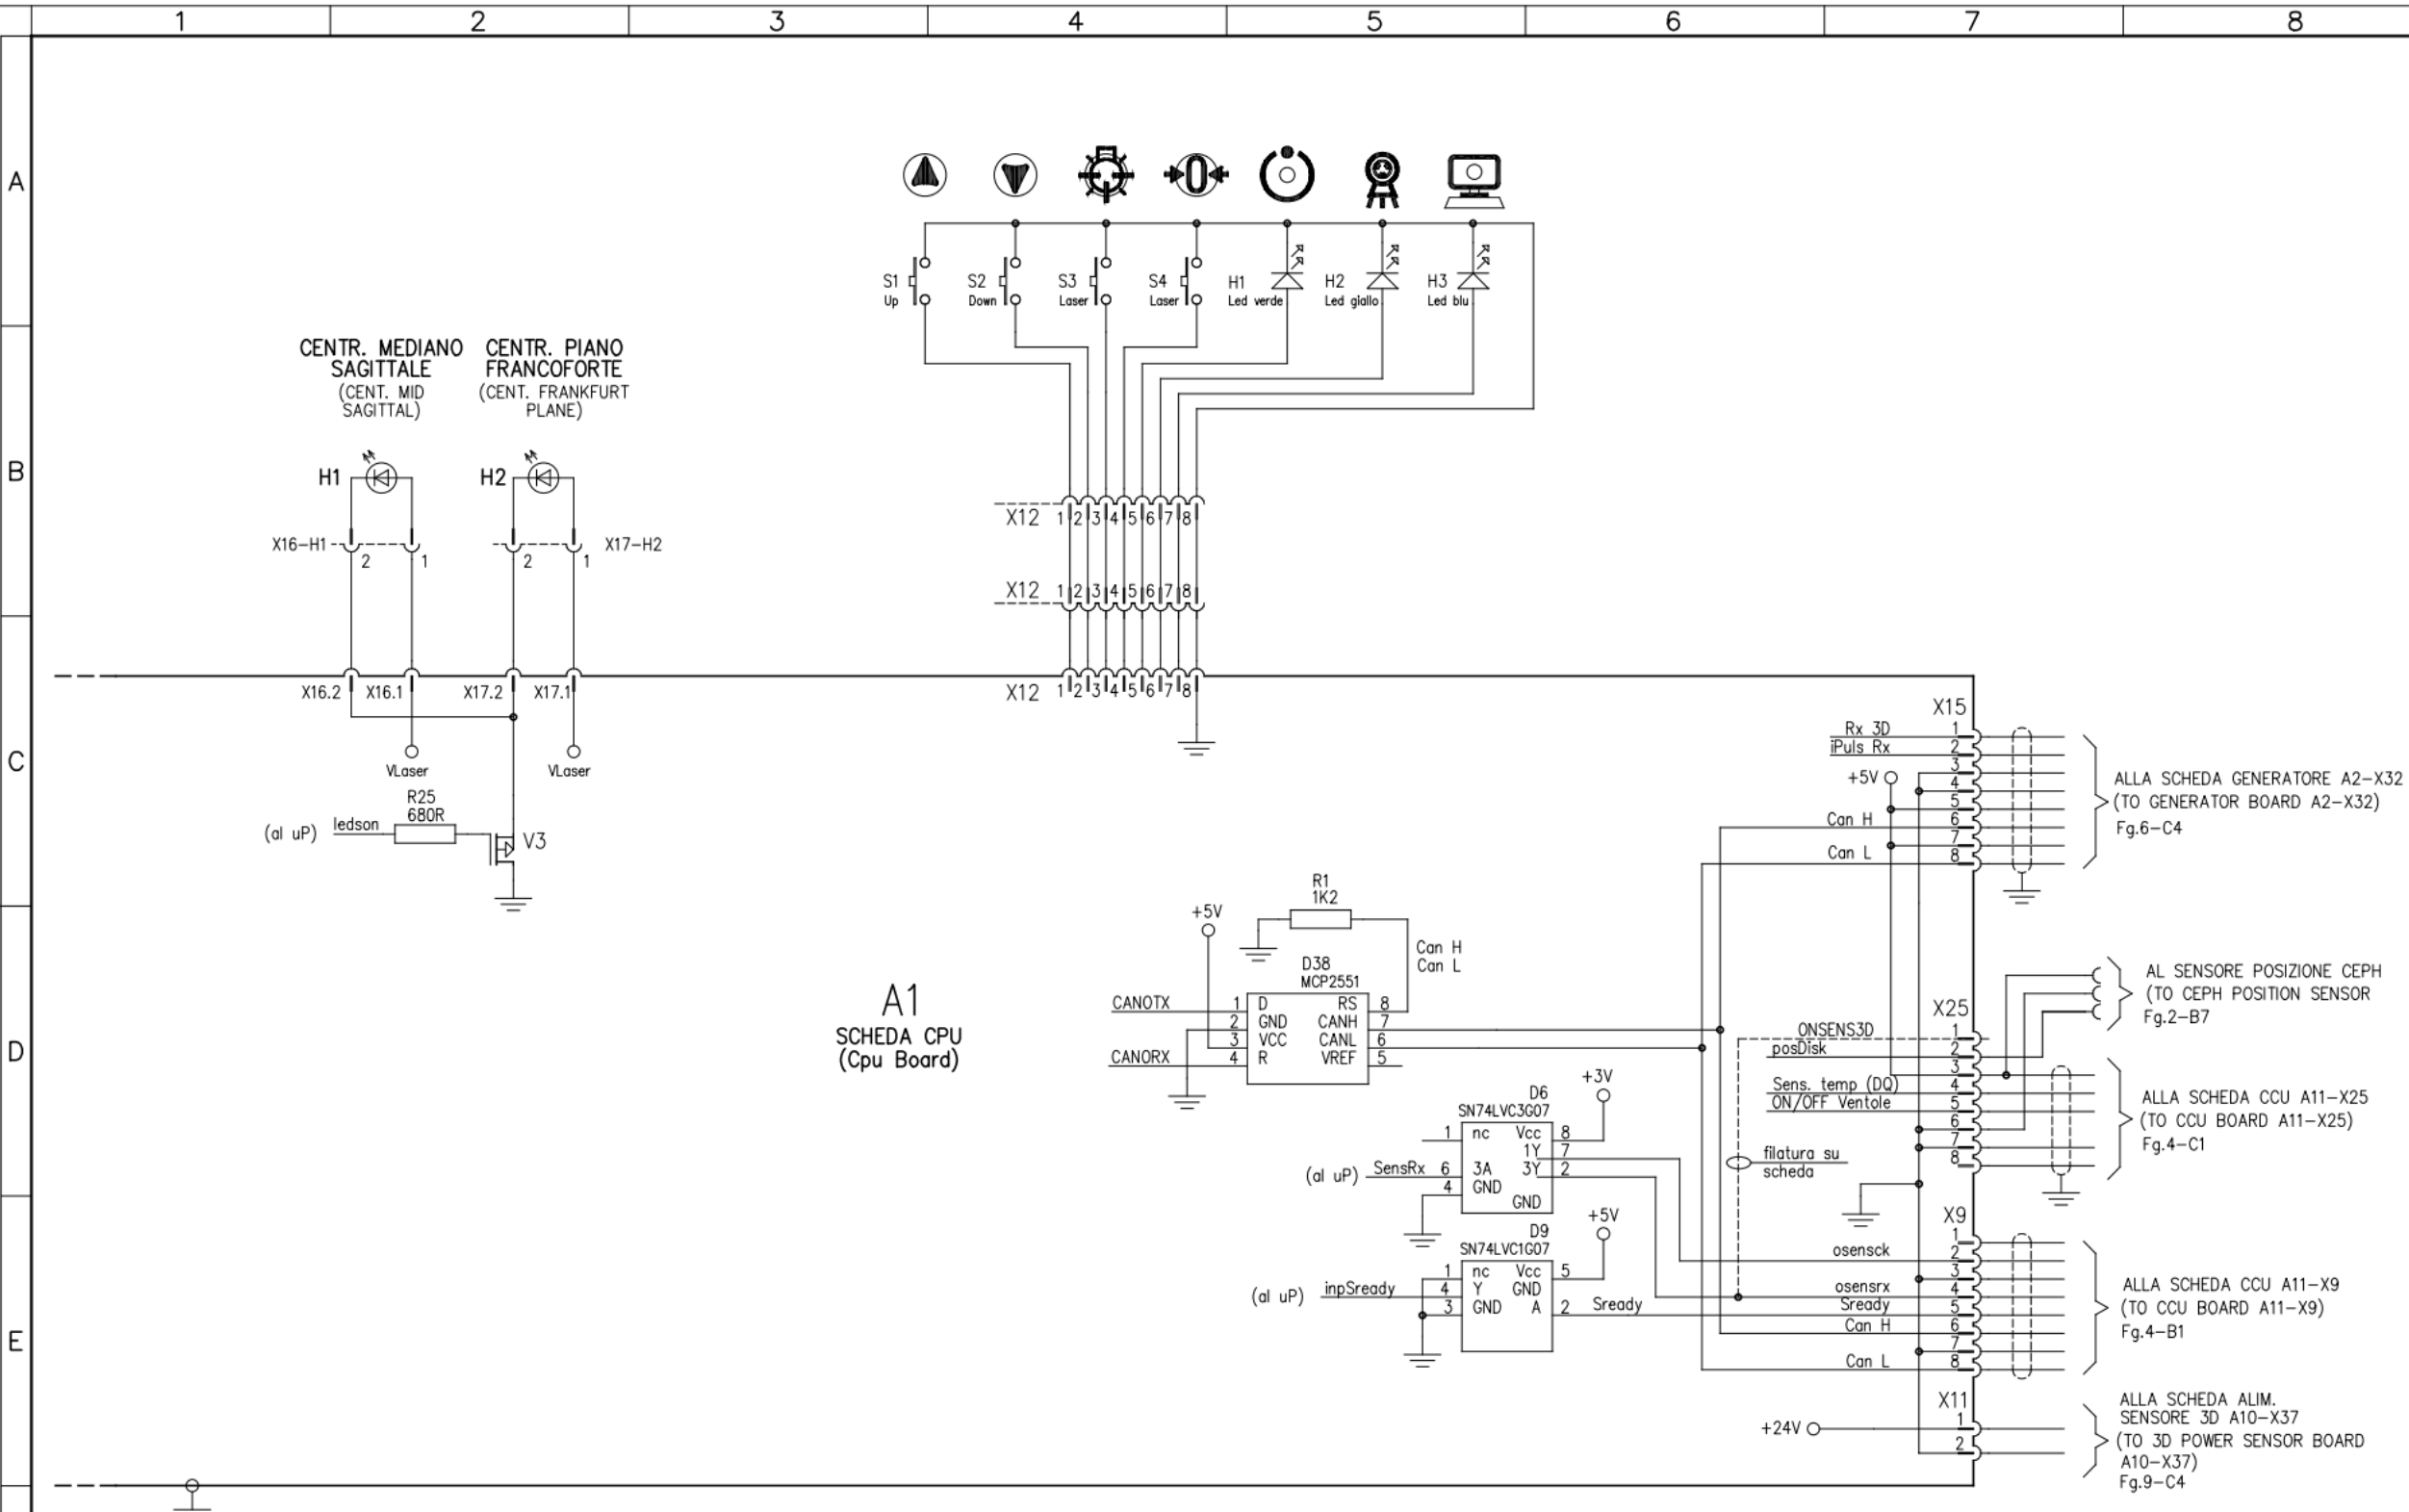 1 2 3 4 5 6 7 8
A
S1
Up
S2
Down
S3
Laser
S4
Laser
H1
Led verde
H2
Led giallo
H3
Led blu
B
CENTR. MEDIANO
SAGITTALE
(CENT. MID
SAGITTAL)
CENTR. PIANO
FRANCOFORTE
(CENT. FRANKFURT
PLANE)
H1
H2
X16-H1
2 1
2 1
X17-H2
X12 1 2 3 4 5 6 7 8
X12 1 2 3 4 5 6 7 8
X16.2 X16.1 X17.2 X17.1
X12 1 2 3 4 5 6 7 8
C
VLaser
VLaser
R25
680R
(al uP) ledson
V3
X15
Rx 3D 1
iPuls Rx 2
3
+5V 4
5
Can H 6
7
Can L 8
ALLA SCHEDA GENERATORE A2-X32
(TO GENERATOR BOARD A2-X32)
Fg.6-C4
D
A1
SCHEDA CPU
(Cpu Board)
R1
1K2
+5V
Can H
Can L
D38
MCP2551
CANOTX 1 D RS 8
2 GND CANH 7
3 VCC CANL 6
CANORX 4 R VREF 5
AL SENSORE POSIZIONE CEPH
(TO CEPH POSITION SENSOR
Fg.2-B7
X25
ONSENS3D 1
posDisk 2
3
Sens. temp (DQ) 4
ON/OFF Ventole 5
6
7
8
filatura su
scheda
ALLA SCHEDA CCU A11-X25
(TO CCU BOARD A11-X25)
Fg.4-C1
+3V
D6
SN74LVC3G07
1 nc Vcc 8
1Y 7
(al uP) SensRx 6 3A 3Y 2
4 GND
GND
E
+5V
D9
SN74LVC1G07
1 nc Vcc 5
(al uP) inpSready 4 Y GND
3 GND A 2 Sready
X9
1
osensck 2
3
osensrx 4
Sready 5
Can H 6
7
Can L 8
ALLA SCHEDA CCU A11-X9
(TO CCU BOARD A11-X9)
Fg.4-B1
X11
+24V 1
2
ALLA SCHEDA ALIM.
SENSORE 3D A10-X37
(TO 3D POWER SENSOR BOARD
A10-X37)
Fg.9-C4